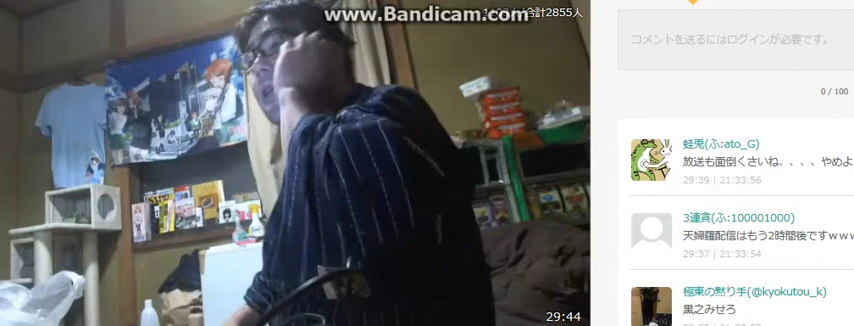 www.Bandicam.com
合計2855人
コメントを送るにはログインが必要です。
0 / 100
蛙兎(ふ:ato_G)
放送も面倒くさいね、、、、やめよ
29:39 | 21:33:56
3連貪(ふ:100001000)
天婦羅配信はもう2時間後ですｗｗ
29:37 | 21:33:54
極東の黙り手(@kyokutou_k)
黒之みせろ
29:44